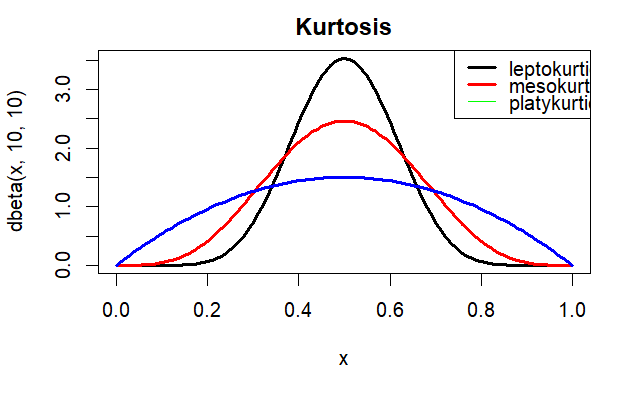 Kurtosis
leptokurti
mesokurt
platykurtic
dbeta(x, 10, 10)
0.0 1.0 2.0 3.0
0.0 0.2 0.4 0.6 0.8 1.0
x